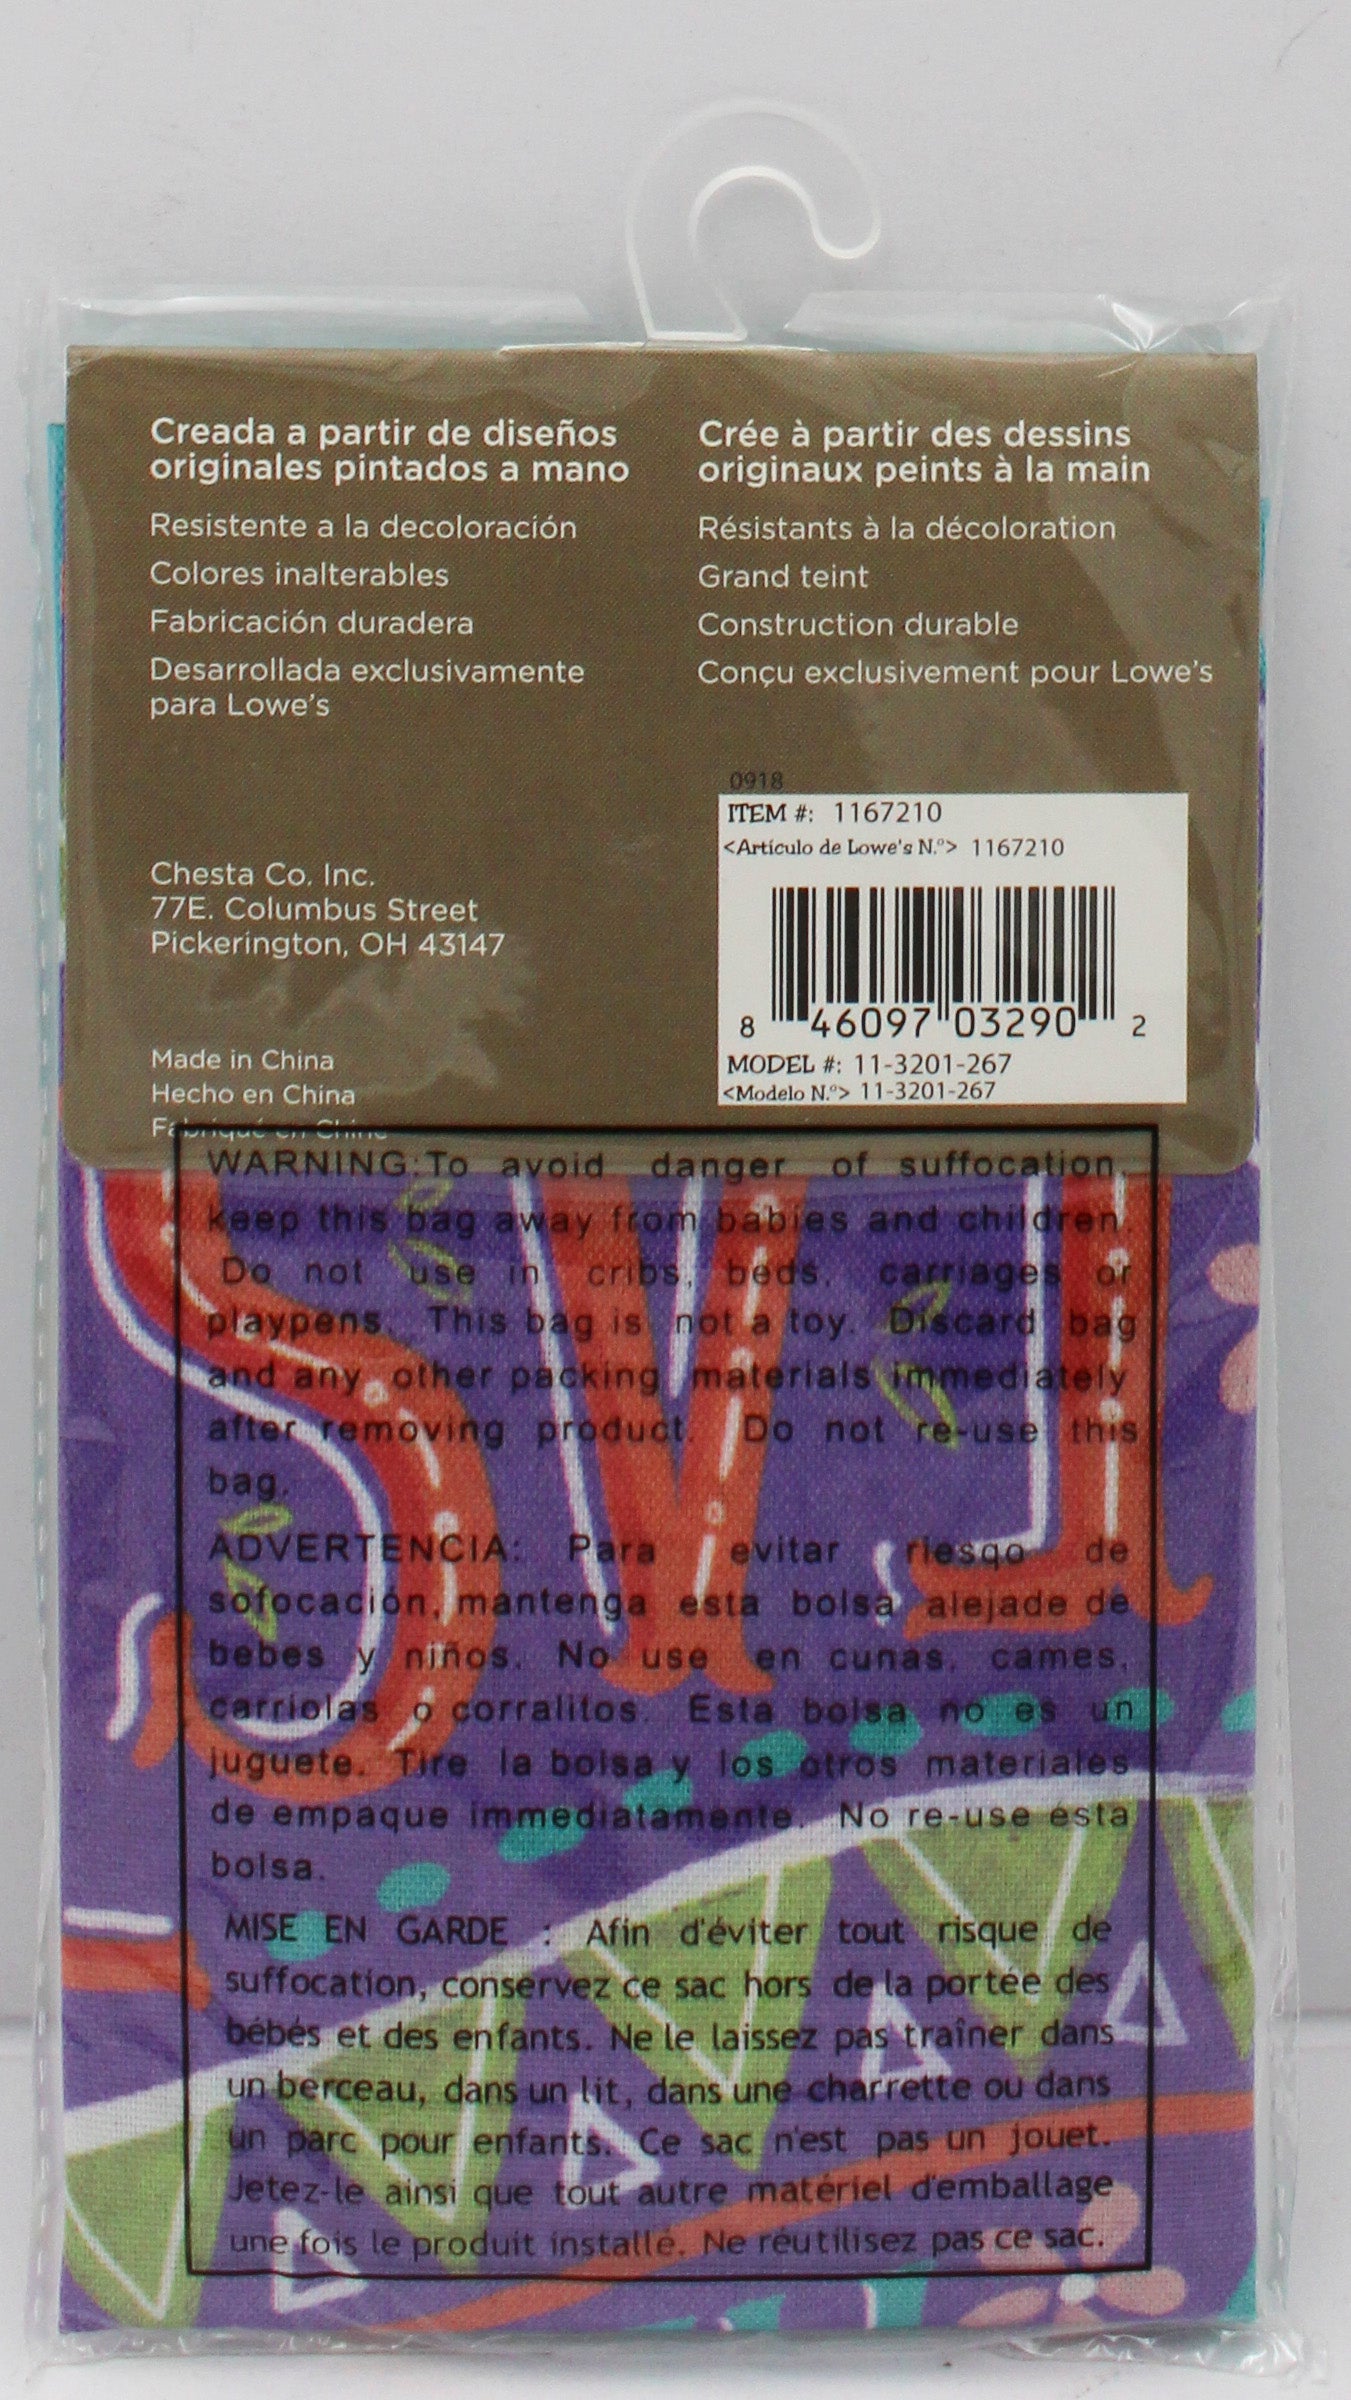 Creada a partir de diseños
originales pintados a mano
Resistente a la decoloración
Colores inalterables
Fabricación duradera
Desarrollada exclusivamente
para Lowe's
Crée à partir des dessins
originaux peints à la main
Résistants à la décoloration
Grand teint
Construction durable
Conçu exclusivement pour Lowe's
Chesta Co. Inc.
77E. Columbus Street
Pickerington, OH 43147
Made in China
Hecho en China
Fabriqué en Chine
0918
ITEM #: 1167210
<Artículo de Lowe's N.º> 1167210
8 46097 03290 2
MODEL #: 11-3201-267
<Modelo N.º> 11-3201-267
WARNING:To avoid danger of suffocation,
keep this bag away from babies and children.
Do not use in cribs, beds, carriages or
playpens. This bag is not a toy. Discard bag
and any other packing materials immediately
after removing product. Do not re-use this
bag.
ADVERTENCIA: Para evitar riesgo de
sofocación, mantenga esta bolsa alejade de
bebes y niños. No use en cunas, cames,
carriolas o corralitos. Esta bolsa no es un
juguete. Tire la bolsa y los otros materiales
de empaque immediatamente. No re-use esta
bolsa.
MISE EN GARDE : Afin d'éviter tout risque de
suffocation, conservez ce sac hors de la portée des
bébés et des enfants. Ne le laissez pas traîner dans
un berceau, dans un lit, dans une charrette ou dans
un parc pour enfants. Ce sac n'est pas un jouet.
Jetez-le ainsi que tout autre matériel d'emballage
une fois le produit installé. Ne réutilisez pas ce sac.